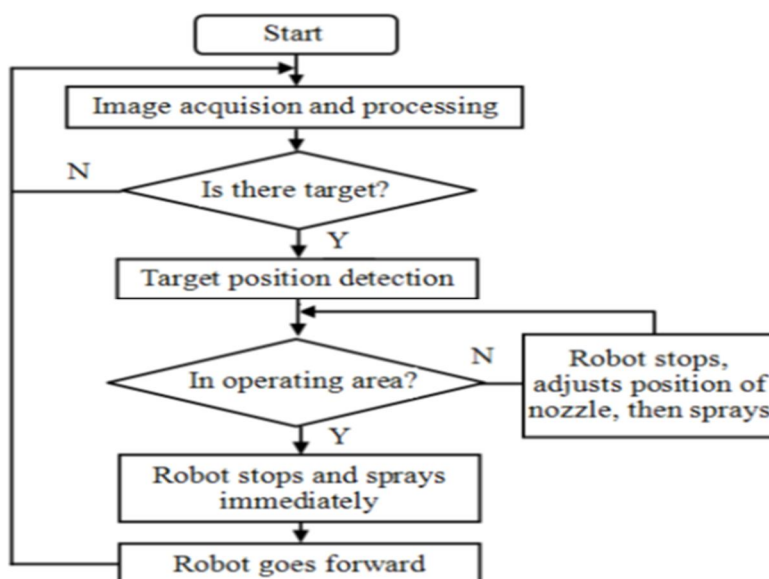 Start
Image acquision and processing
N
Is there target?
Y
Target position detection
In operating area?
N
Robot stops,
adjusts position of
nozzle, then sprays
Y
Robot stops and sprays
immediately
Robot goes forward